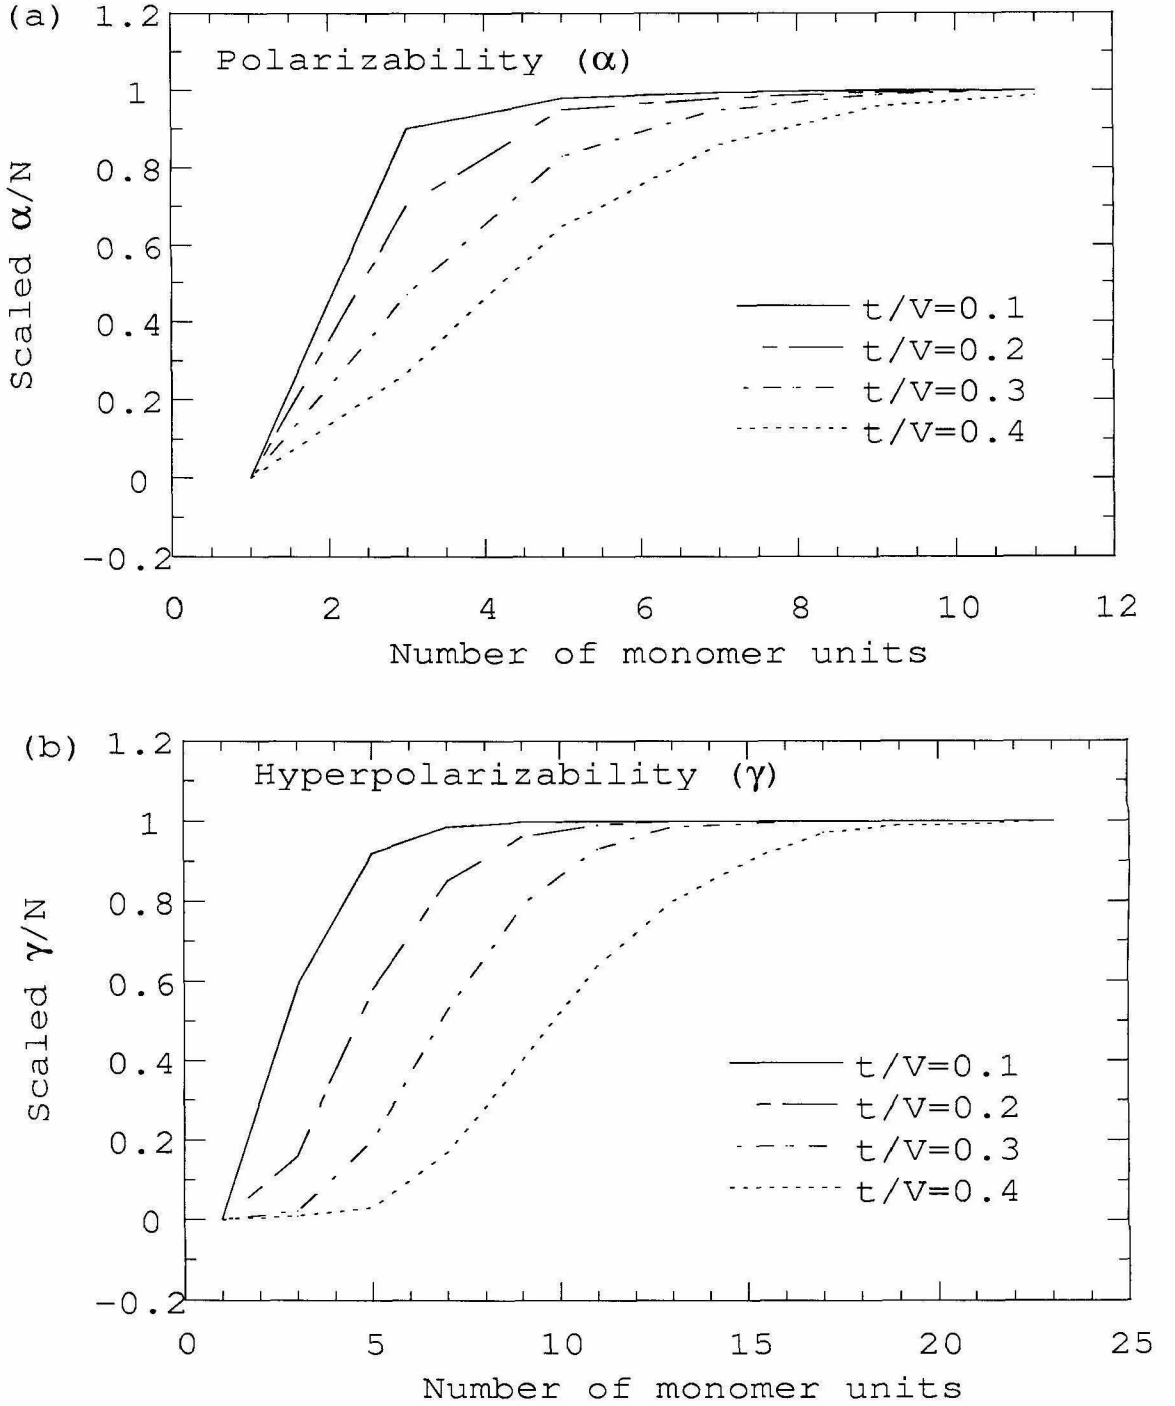 (a)
Polarizability (α)
1.2
1
0.8
0.6
0.4
0.2
0
-0.2
Scaled α/N
t/V=0.1
t/V=0.2
t/V=0.3
t/V=0.4
0 2 4 6 8 10 12
Number of monomer units
(b)
Hyperpolarizability (γ)
1.2
1
0.8
0.6
0.4
0.2
0
-0.2
Scaled γ/N
t/V=0.1
t/V=0.2
t/V=0.3
t/V=0.4
0 5 10 15 20 25
Number of monomer units